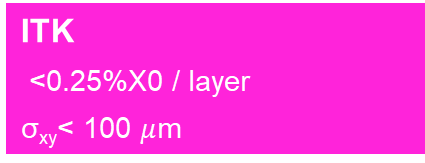 ITK
<0.25%X0 / layer
σxy< 100 μm